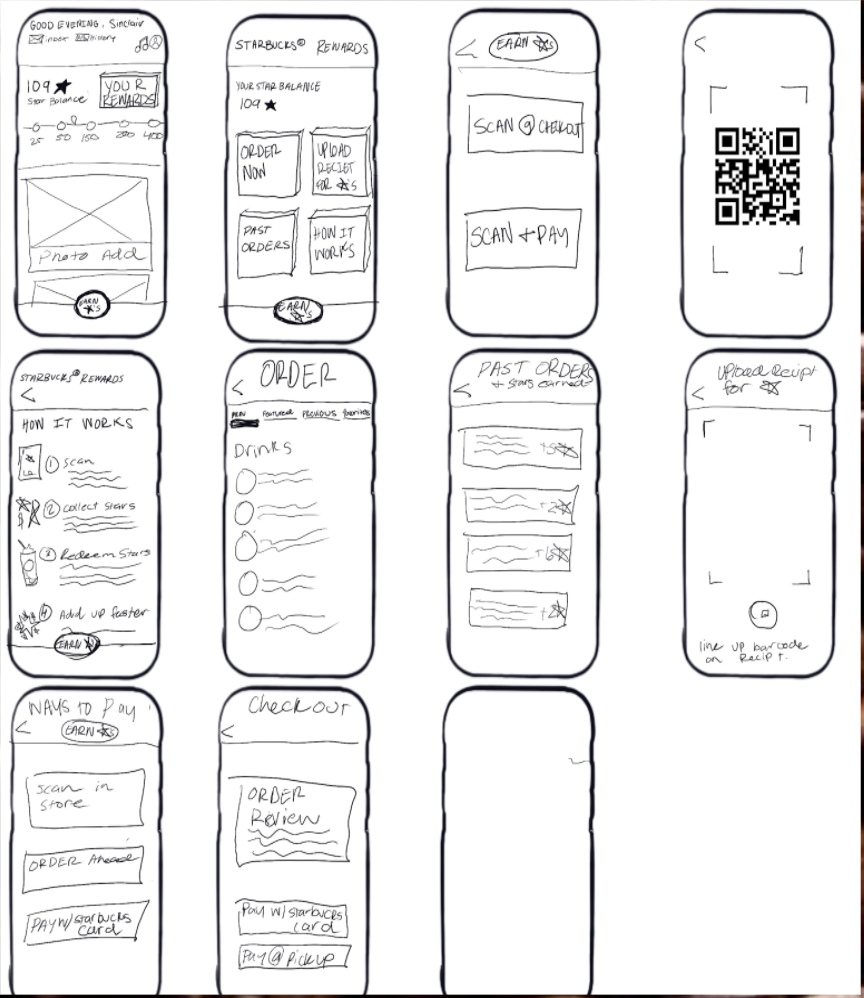 GOOD EVENING, Sinclair
inbox history
109 ★
Star Balance
YOUR
REWARDS
25 50 150 200 400
Photo Add
EARN
☆'S
STARBUCKS® REWARDS
YOUR STAR BALANCE
109 ★
ORDER
NOW
UPLOAD
RECIET
FOR ☆'S
PAST
ORDERS
HOW IT
WORKS
EARN
☆'S
<
EARN ☆'s
SCAN @ CHECKOUT
SCAN + PAY
<
STARBUCKS® REWARDS
<
HOW IT WORKS
① scan
② collect stars
③ Redeem Stars
④ Add up faster
EARN ☆'s
ORDER
<
Featured PREVIOUS favorites
Drinks
PAST ORDERS
+ stars earned
<
+2☆
+6☆
+2☆
UPload Recipt
< for ☆
line up barcode
on Recipt.
WAYS to Pay
< EARN ☆'s
Scan in
Store
ORDER Ahead
PAY W/ starbucks
card
Checkout
<
ORDER
Review
Pay w/ starbucks
card
Pay @ pickup